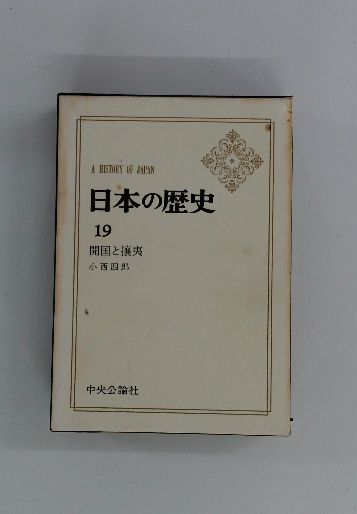 A HISTORY OF JAPAN
日本の歴史
19
開国と攘夷
小西四郎
中央公論社